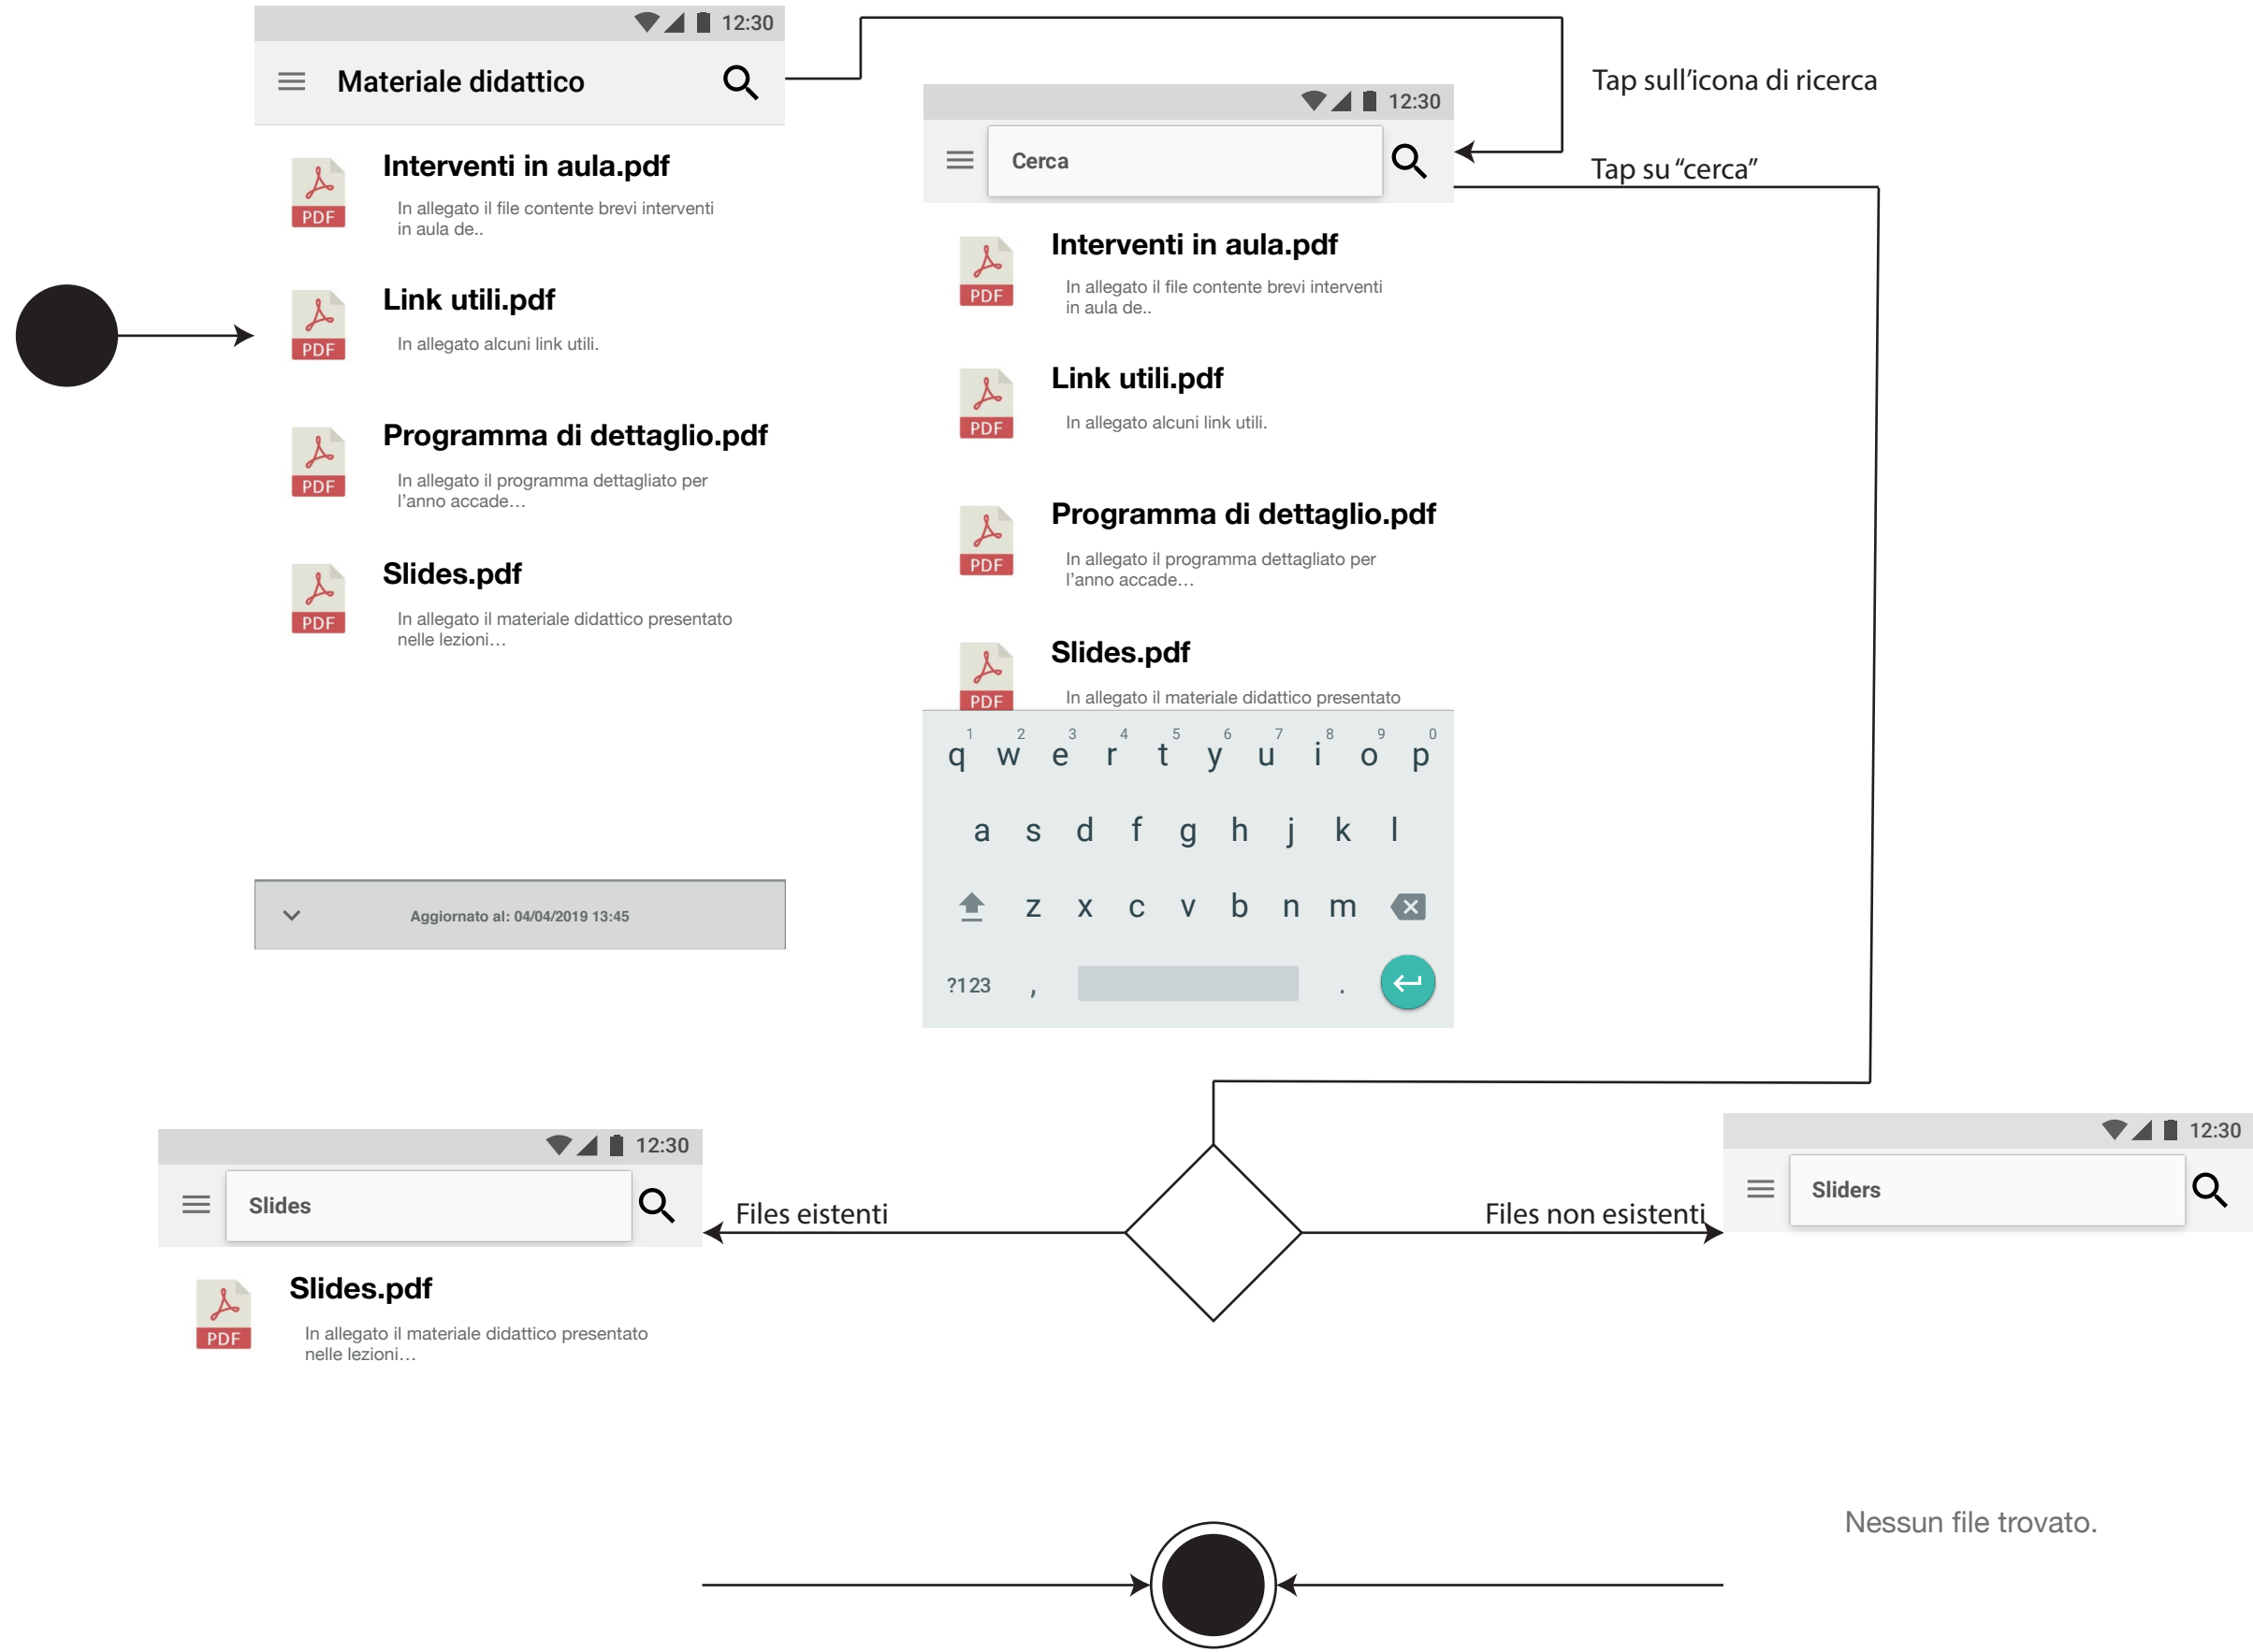 12:30
Materiale didattico
PDF
Interventi in aula.pdf
In allegato il file contente brevi interventi
in aula de..
PDF
Link utili.pdf
In allegato alcuni link utili.
PDF
Programma di dettaglio.pdf
In allegato il programma dettagliato per
l'anno accade...
PDF
Slides.pdf
In allegato il materiale didattico presentato
nelle lezioni...
Aggiornato al: 04/04/2019 13:45
Tap sull'icona di ricerca
12:30
Cerca
Tap su “cerca”
PDF
Interventi in aula.pdf
In allegato il file contente brevi interventi
in aula de..
PDF
Link utili.pdf
In allegato alcuni link utili.
PDF
Programma di dettaglio.pdf
In allegato il programma dettagliato per
l'anno accade...
PDF
Slides.pdf
In allegato il materiale didattico presentato
1 2 3 4 5 6 7 8 9 0
q w e r t y u i o p
a s d f g h j k l
z x c v b n m
?123 , .
12:30
Slides
PDF
Slides.pdf
In allegato il materiale didattico presentato
nelle lezioni...
Files eistenti
Files non esistenti
12:30
Sliders
Nessun file trovato.